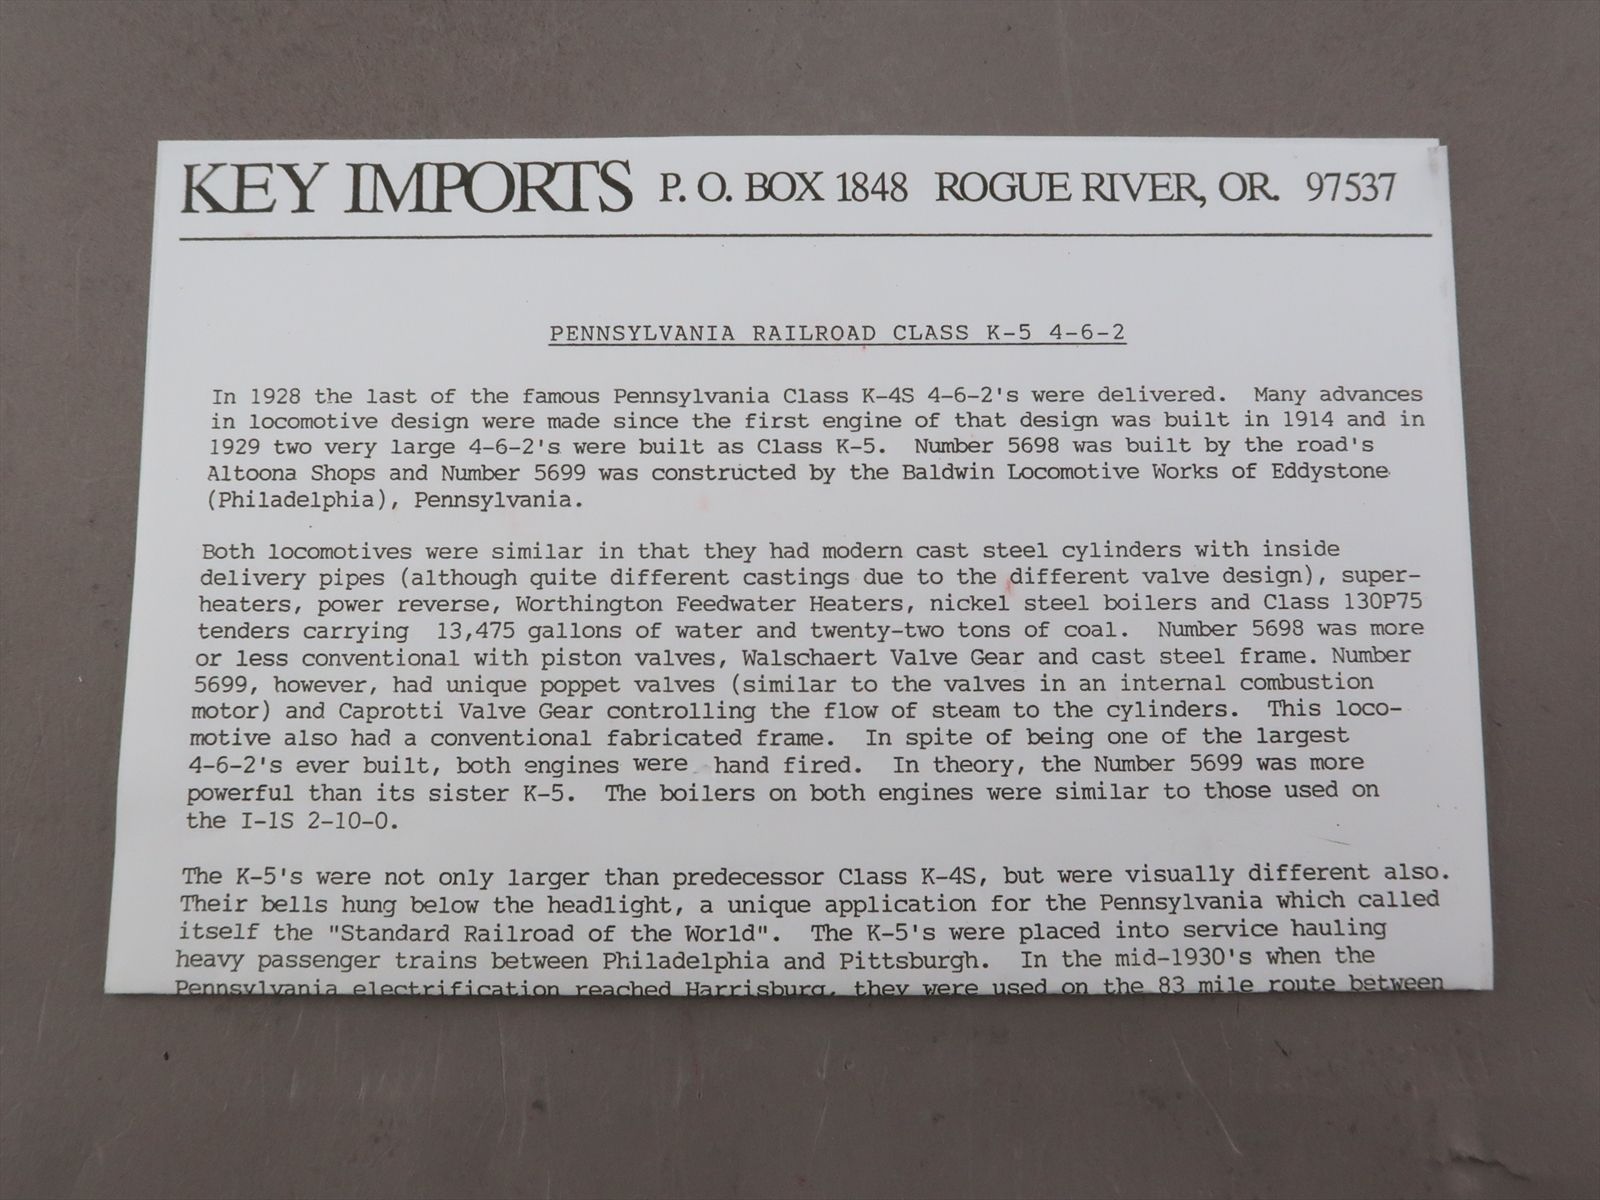 KEY IMPORTS P. O. BOX 1848 ROGUE RIVER, OR. 97537
PENNSYLVANIA RAILROAD CLASS K-5 4-6-2
In 1928 the last of the famous Pennsylvania Class K-4S 4-6-2's were delivered. Many advances
in locomotive design were made since the first engine of that design was built in 1914 and in
1929 two very large 4-6-2's were built as Class K-5. Number 5698 was built by the road's
Altoona Shops and Number 5699 was constructed by the Baldwin Locomotive Works of Eddystone
(Philadelphia), Pennsylvania.
Both locomotives were similar in that they had modern cast steel cylinders with inside
delivery pipes (although quite different castings due to the different valve design), super-
heaters, power reverse, Worthington Feedwater Heaters, nickel steel boilers and Class 130P75
tenders carrying 13,475 gallons of water and twenty-two tons of coal. Number 5698 was more
or less conventional with piston valves, Walschaert Valve Gear and cast steel frame. Number
5699, however, had unique poppet valves (similar to the valves in an internal combustion
motor) and Caprotti Valve Gear controlling the flow of steam to the cylinders. This loco-
motive also had a conventional fabricated frame. In spite of being one of the largest
4-6-2's ever built, both engines were hand fired. In theory, the Number 5699 was more
powerful than its sister K-5. The boilers on both engines were similar to those used on
the I-1S 2-10-0.
The K-5's were not only larger than predecessor Class K-4S, but were visually different also.
Their bells hung below the headlight, a unique application for the Pennsylvania which called
itself the "Standard Railroad of the World". The K-5's were placed into service hauling
heavy passenger trains between Philadelphia and Pittsburgh. In the mid-1930's when the
Pennsylvania electrification reached Harrisburg, they were used on the 83 mile route between